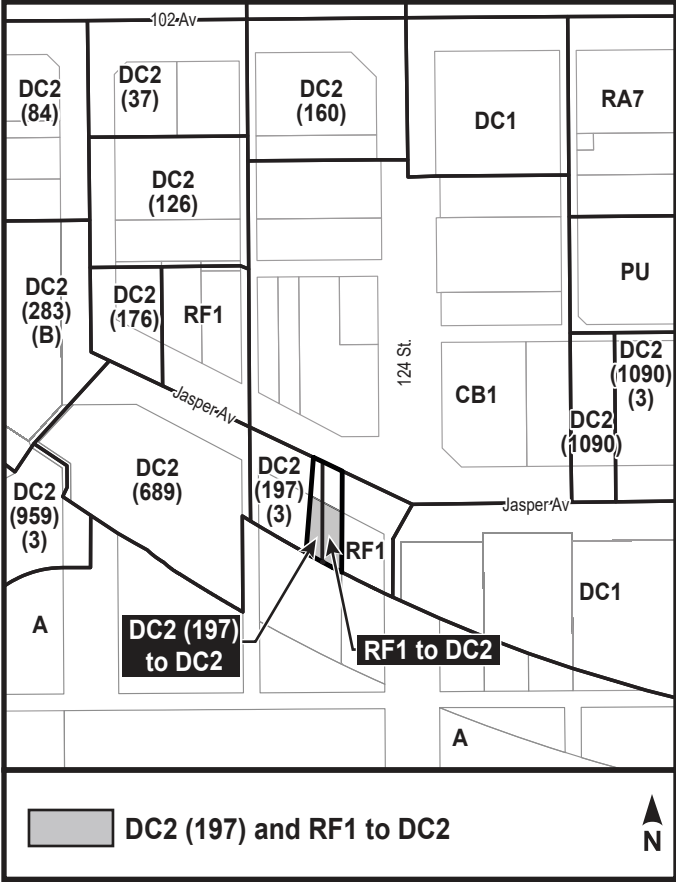 102 Av
DC2
(84)
DC2
(37)
DC2
(160)
DC1
RA7
DC2
(126)
DC2
(283)
(B)
DC2
(176)
RF1
PU
124 St.
Jasper Av
CB1
DC2
(1090)
(3)
DC2
(1090)
DC2
(959)
(3)
DC2
(689)
DC2
(197)
(3)
RF1
Jasper Av
DC1
A
DC2 (197)
to DC2
RF1 to DC2
A
DC2 (197) and RF1 to DC2
N